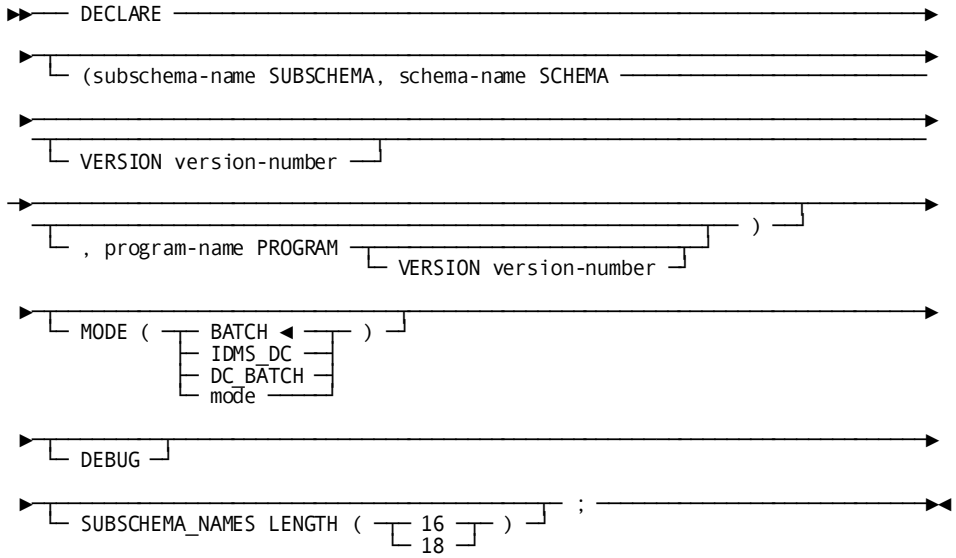 DECLARE
(subschema-name SUBSCHEMA, schema-name SCHEMA
VERSION version-number
)
, program-name PROGRAM
VERSION version-number
MODE ( BATCH )
IDMS_DC
DC_BATCH
mode
DEBUG
;
SUBSCHEMA_NAMES LENGTH ( 16 )
18